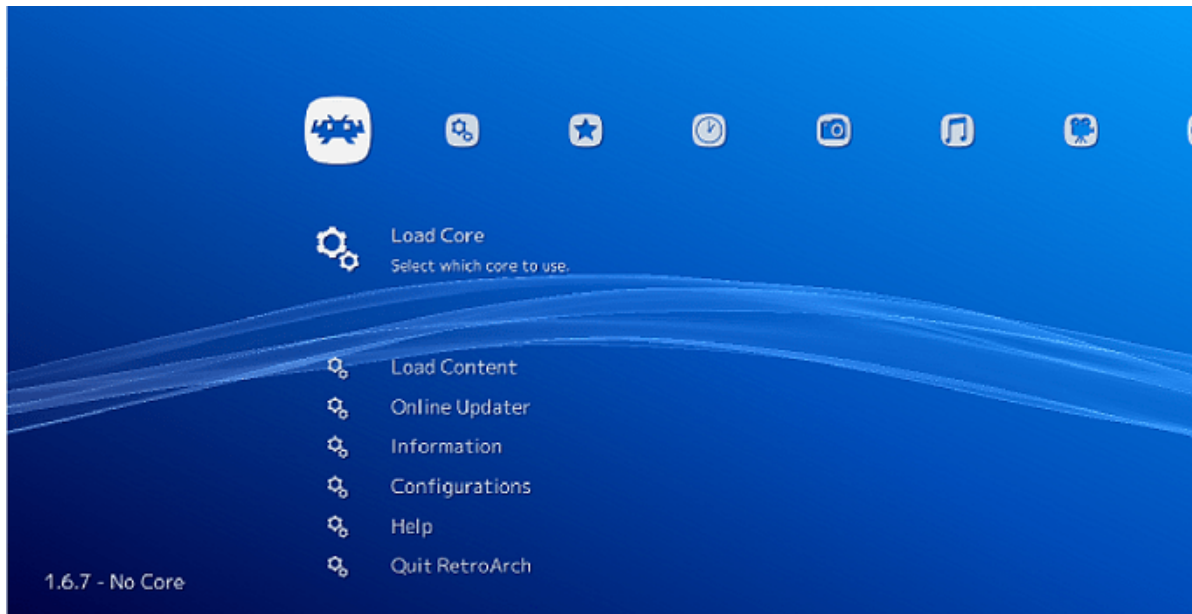 Load Core
Select which core to use.
Load Content
Online Updater
Information
Configurations
Help
Quit RetroArch
1.6.7 - No Core